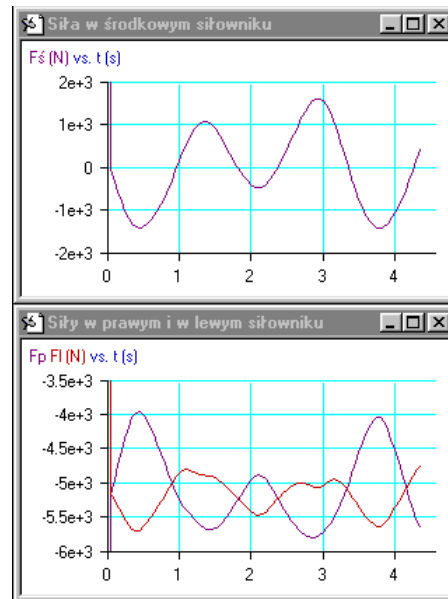 Siła w środkowym siłowniku
Fś (N) vs. t (s)
2e+3
1e+3
0
-1e+3
-2e+3
0 1 2 3 4
Siły w prawym i w lewym siłowniku
Fp Fl (N) vs. t (s)
-3.5e+3
-4e+3
-4.5e+3
-5e+3
-5.5e+3
-6e+3
0 1 2 3 4